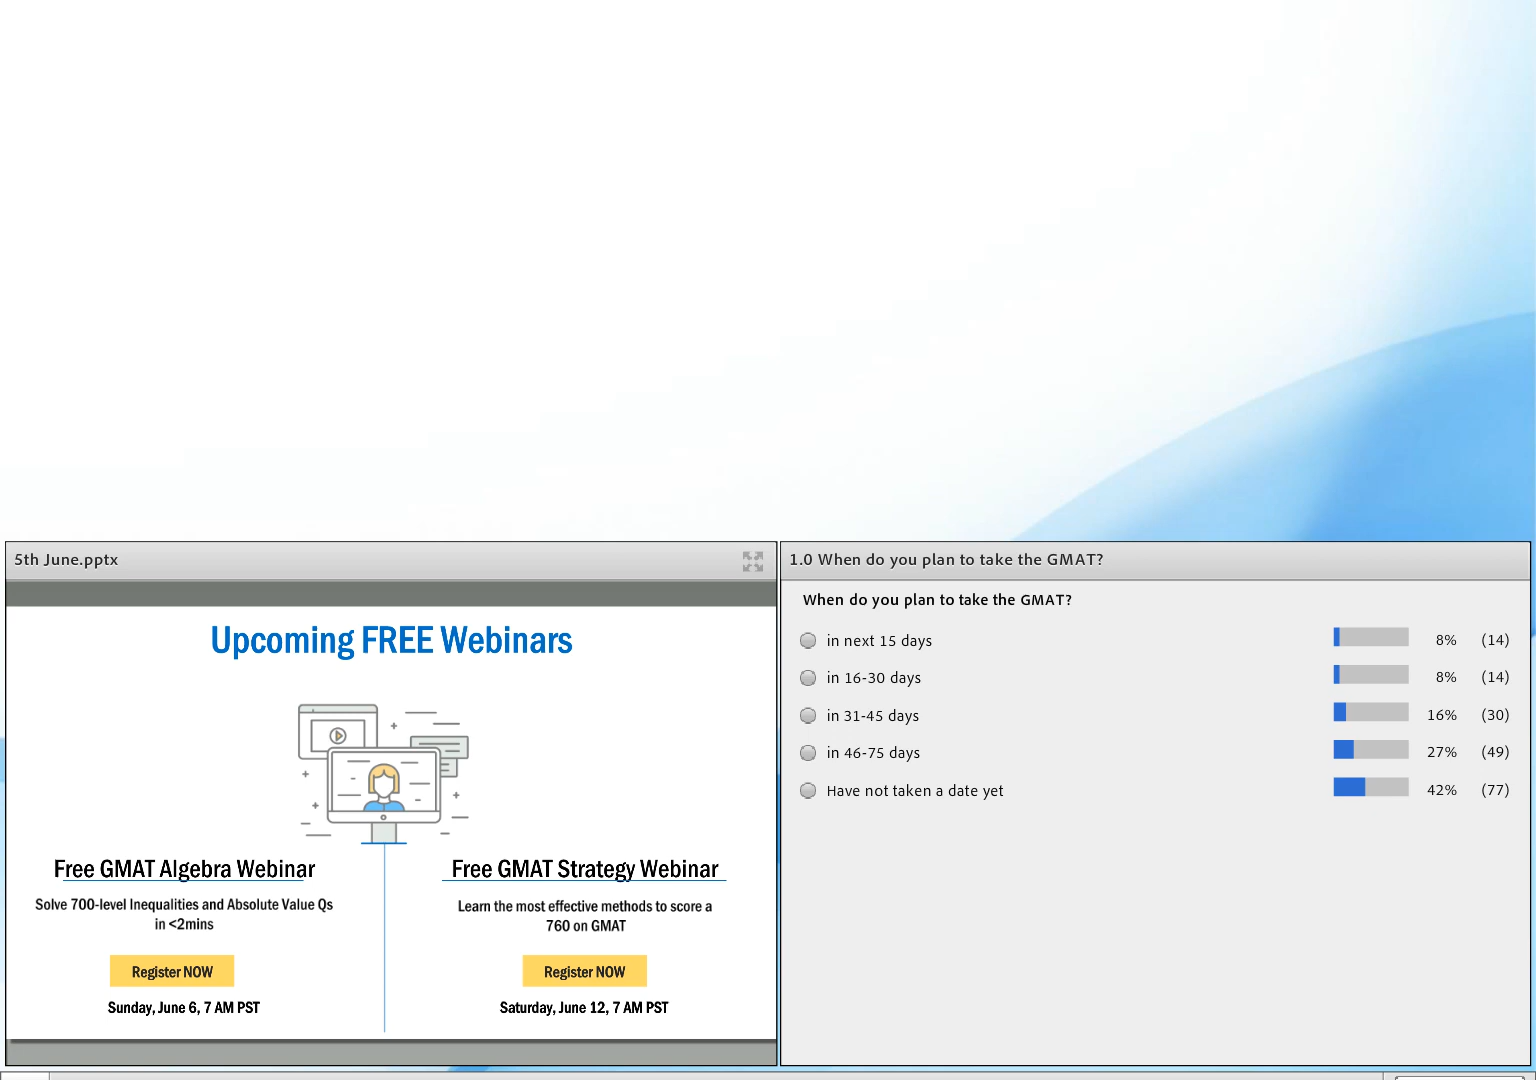 5th June.pptx
Upcoming FREE Webinars
Free GMAT Algebra Webinar
Solve 700-level Inequalities and Absolute Value Qs
in <2mins
Register NOW
Sunday, June 6, 7 AM PST
Free GMAT Strategy Webinar
Learn the most effective methods to score a
760 on GMAT
Register NOW
Saturday, June 12, 7 AM PST
1.0 When do you plan to take the GMAT?
When do you plan to take the GMAT?
in next 15 days 8% (14)
in 16-30 days 8% (14)
in 31-45 days 16% (30)
in 46-75 days 27% (49)
Have not taken a date yet 42% (77)